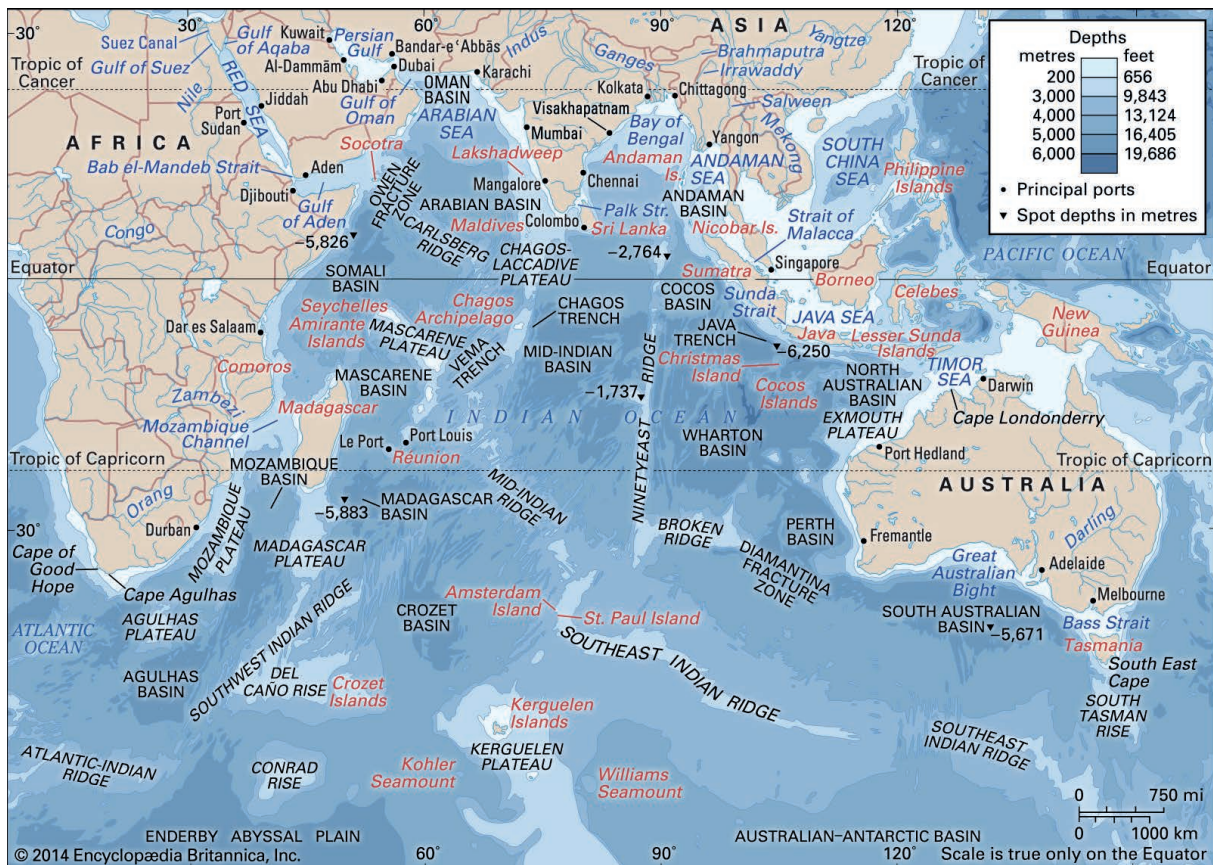 30°
60°
90°
120°
ASIA
Suez Canal
Gulf
of Aqaba
Kuwait
Persian
Gulf
Bandar-e ʿAbbās
Indus
Ganges
Brahmaputra
Yangtze
Tropic of
Cancer
Gulf of Suez
Al-Dammām
Dubai
Karachi
Irrawaddy
Tropic of
Cancer
Nile
RED SEA
Abu Dhabi
OMAN
BASIN
Kolkata
Chittagong
Salween
Jiddah
Gulf of
Oman
ARABIAN
SEA
Visakhapatnam
Port
Sudan
Mumbai
Bay of
Bengal
Yangon
Mekong
SOUTH
CHINA
SEA
AFRICA
Socotra
Lakshadweep
Andaman
Is.
ANDAMAN
SEA
Philippine
Islands
Bab el-Mandeb Strait
Aden
OWEN
FRACTURE
ZONE
Mangalore
Chennai
Djibouti
Gulf
of Aden
ARABIAN BASIN
Palk Str.
ANDAMAN
BASIN
Congo
CARLSBERG
RIDGE
Maldives
Colombo
Sri Lanka
Nicobar Is.
Strait of
Malacca
–5,826
CHAGOS-
LACCADIVE
PLATEAU
–2,764
Singapore
PACIFIC OCEAN
Equator
Equator
SOMALI
BASIN
Sumatra
Borneo
Seychelles
Amirante
Islands
Chagos
Archipelago
CHAGOS
TRENCH
COCOS
BASIN
Sunda
Strait
Celebes
Dar es Salaam
MASCARENE
PLATEAU
VEMA
TRENCH
MID-INDIAN
BASIN
JAVA
TRENCH
JAVA SEA
Java
–6,250
Lesser Sunda
Islands
New
Guinea
Comoros
MASCARENE
BASIN
Christmas
Island
NORTH
AUSTRALIAN
BASIN
TIMOR
SEA
Darwin
Zambezi
Madagascar
–1,737
Cocos
Islands
Cape Londonderry
Mozambique
Channel
INDIAN OCEAN
EXMOUTH
PLATEAU
Le Port
Port Louis
Réunion
WHARTON
BASIN
Port Hedland
Tropic of Capricorn
Tropic of Capricorn
MOZAMBIQUE
BASIN
MID-INDIAN
RIDGE
NINETYEAST RIDGE
AUSTRALIA
Orang
–5,883
MADAGASCAR
BASIN
30°
30°
Durban
MOZAMBIQUE
PLATEAU
MADAGASCAR
PLATEAU
BROKEN
RIDGE
PERTH
BASIN
Fremantle
Darling
Cape of
Good
Hope
Cape Agulhas
DIAMANTINA
FRACTURE
ZONE
Great
Australian
Bight
Adelaide
AGULHAS
PLATEAU
Amsterdam
Island
St. Paul Island
Melbourne
ATLANTIC
OCEAN
CROZET
BASIN
SOUTH AUSTRALIAN
BASIN
–5,671
Bass Strait
Tasmania
SOUTHWEST INDIAN RIDGE
SOUTHEAST INDIAN RIDGE
AGULHAS
BASIN
DEL
CAÑO RISE
Crozet
Islands
South East
Cape
Kerguelen
Islands
SOUTH
TASMAN
RISE
ATLANTIC-INDIAN
RIDGE
CONRAD
RISE
KERGUELEN
PLATEAU
SOUTHEAST
INDIAN RIDGE
Kohler
Seamount
Williams
Seamount
ENDERBY ABYSSAL PLAIN
AUSTRALIAN–ANTARCTIC BASIN
60°
90°
120°
© 2014 Encyclopædia Britannica, Inc.
Depths
metres feet
200 656
3,000 9,843
4,000 13,124
5,000 16,405
6,000 19,686
Principal ports
Spot depths in metres
0 750 mi
0 1000 km
Scale is true only on the Equator